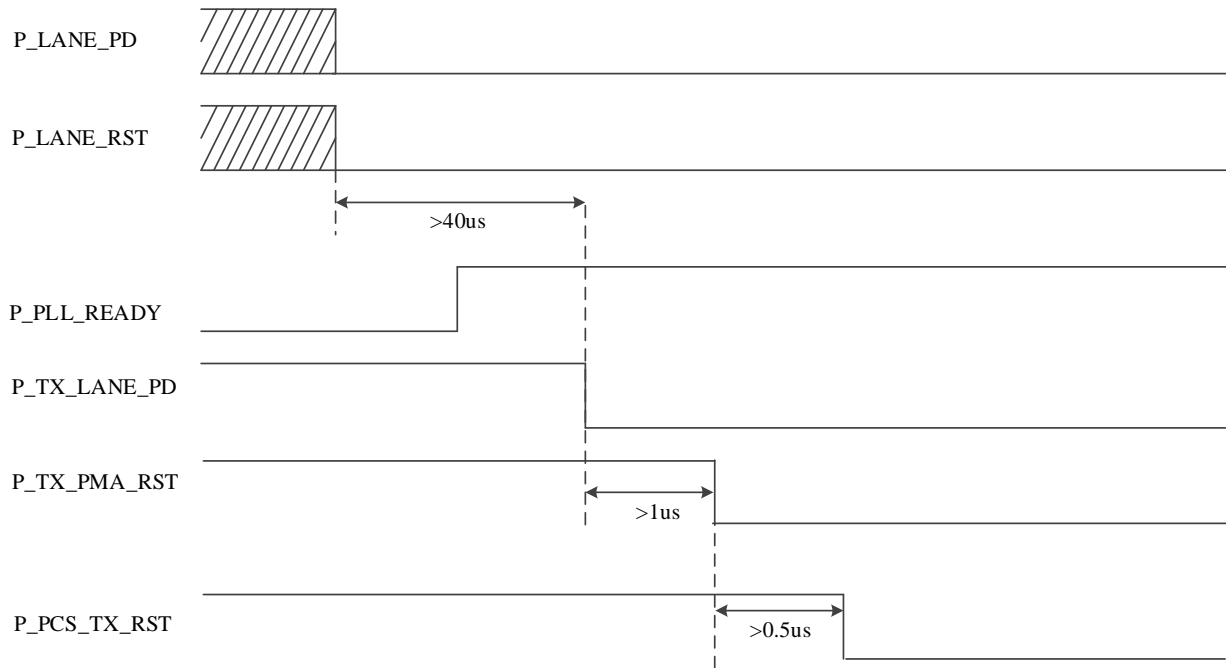 P_LANE_PD
P_LANE_RST
>40us
P_PLL_READY
P_TX_LANE_PD
P_TX_PMA_RST
>1us
P_PCS_TX_RST
>0.5us